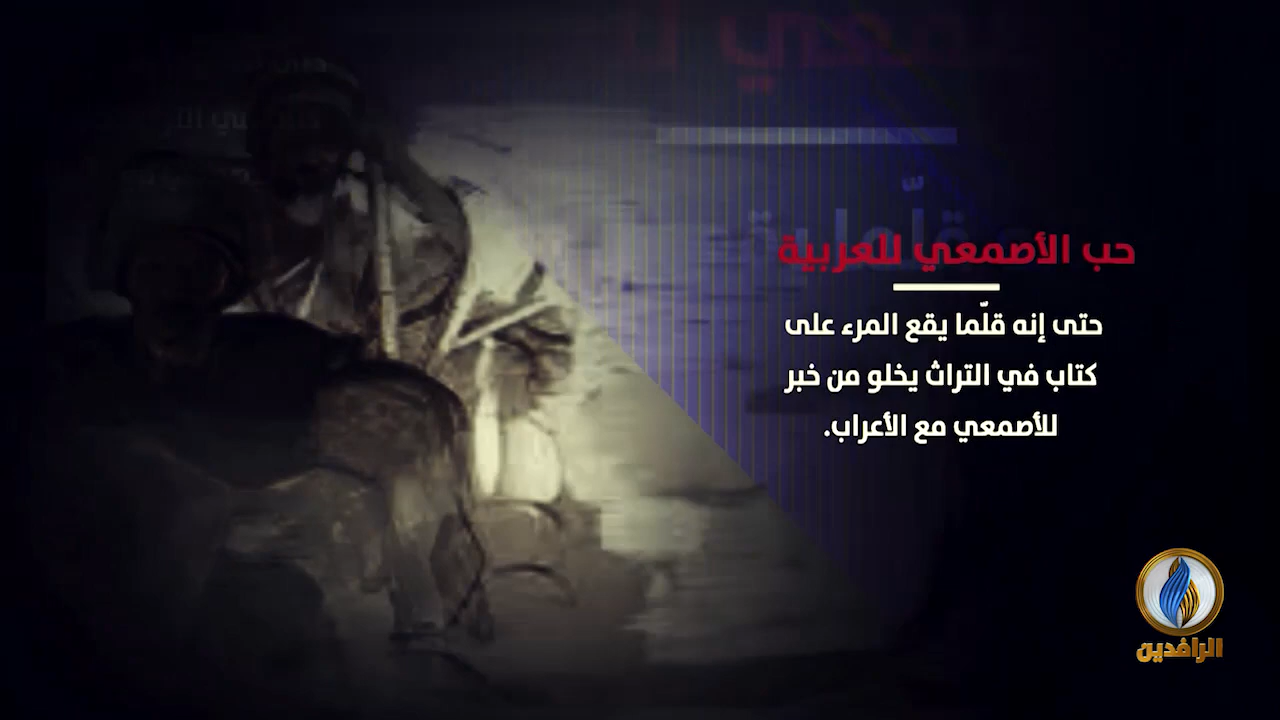 حب الأصمعي للعربية
حتى إنه قلّما يقع المرء على
كتاب في التراث يخلو من خبر
للأصمعي مع الأعراب.
الرافدين